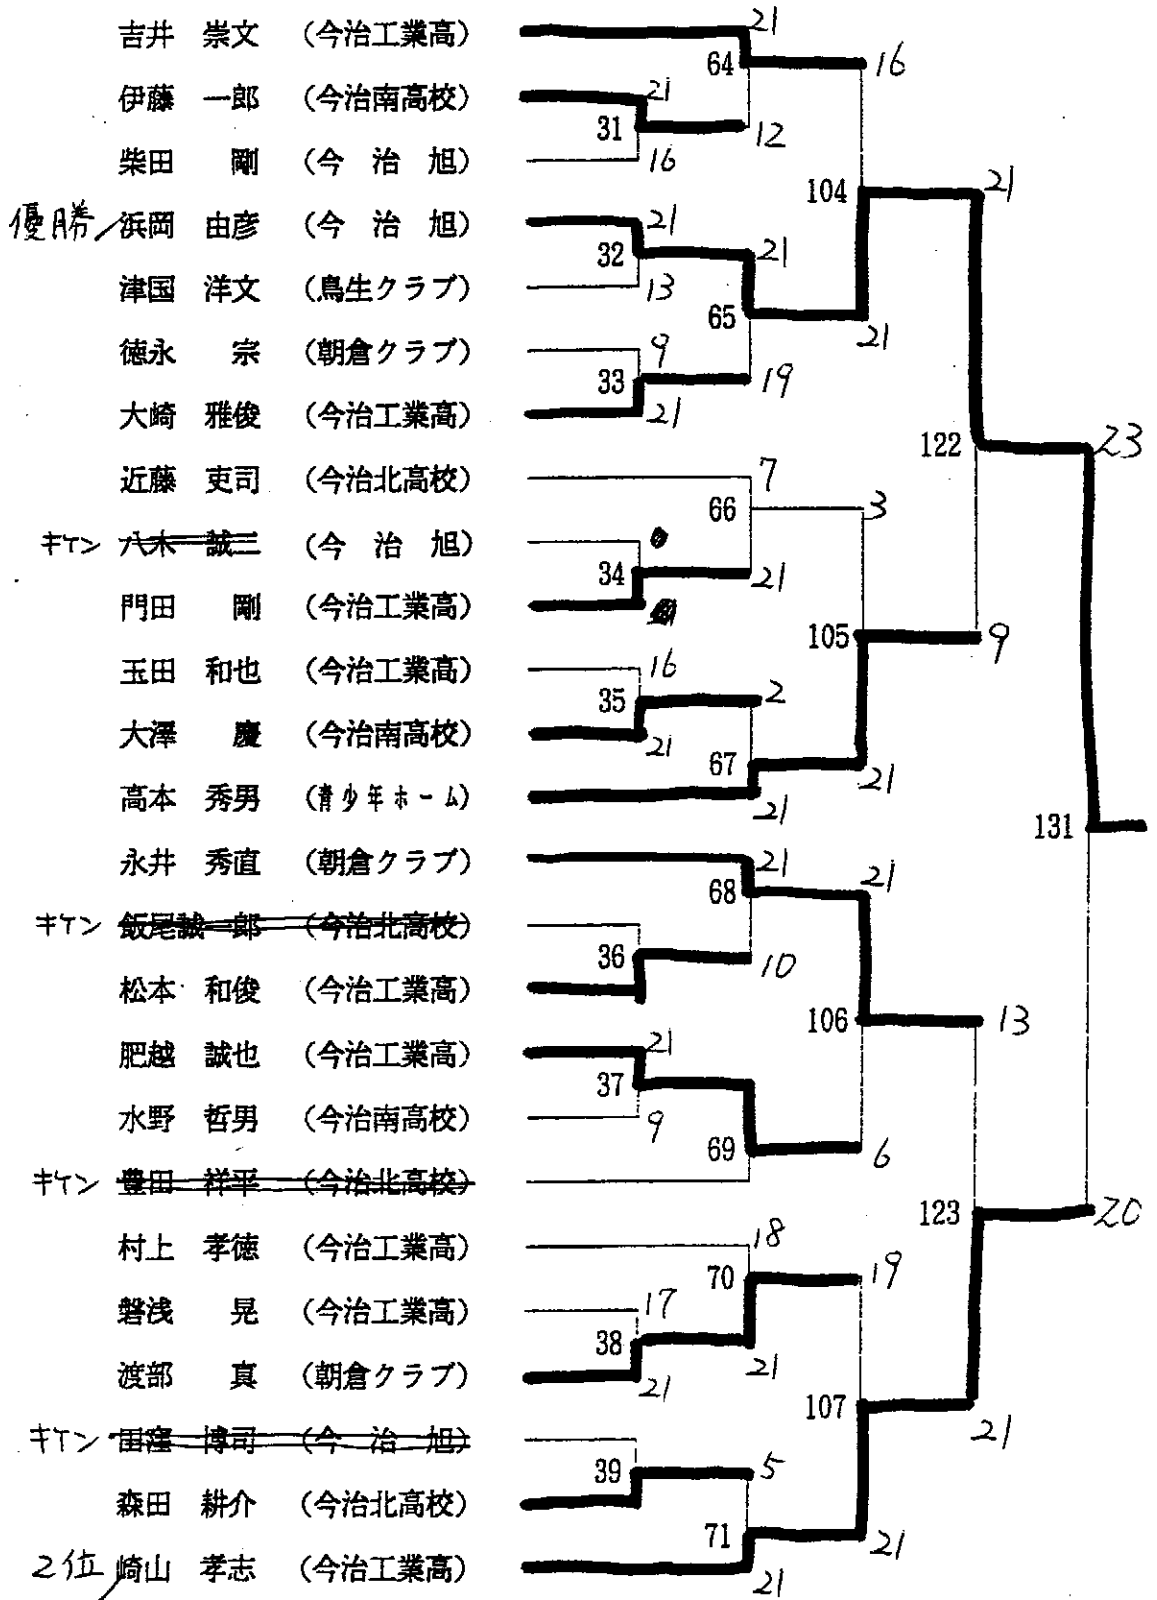 吉井 崇文 (今治工業高) 21
64 16
伊藤 一郎 (今治南高校) 21
31 12
柴田 剛 (今治旭) 16
104 21
優勝 浜岡 由彦 (今治旭) 21
32 21
津国 洋文 (鳥生クラブ) 13
65 21
徳永 宗 (朝倉クラブ) 9
33 19
大崎 雅俊 (今治工業高) 21
122 23
近藤 吏司 (今治北高校) 7
66 3
キケン 八木 誠三 (今治旭)
34 21
門田 剛 (今治工業高)
105 9
玉田 和也 (今治工業高) 16
35 2
大澤 慶 (今治南高校) 21
67 21
高本 秀男 (青少年ホーム) 21
131
永井 秀直 (朝倉クラブ) 21
68 21
キケン 飯尾誠一郎 (今治北高校)
36 10
松本 和俊 (今治工業高)
106 13
肥越 誠也 (今治工業高) 21
37
水野 哲男 (今治南高校) 9
69 6
キケン 豊田 祥平 (今治北高校)
123 20
村上 孝徳 (今治工業高) 18
70 19
磐浅 晃 (今治工業高) 17
38 21
渡部 真 (朝倉クラブ) 21
107 21
キケン 田窪 博司 (今治旭)
39 5
森田 耕介 (今治北高校)
71 21
2位 崎山 孝志 (今治工業高) 21